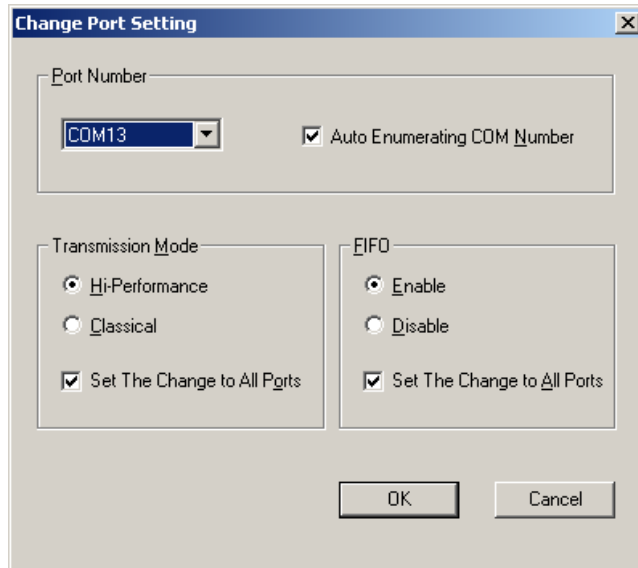 Change Port Setting
Port Number
COM13
Auto Enumerating COM Number
Transmission Mode
Hi-Performance
Classical
Set The Change to All Ports
FIFO
Enable
Disable
Set The Change to All Ports
OK
Cancel